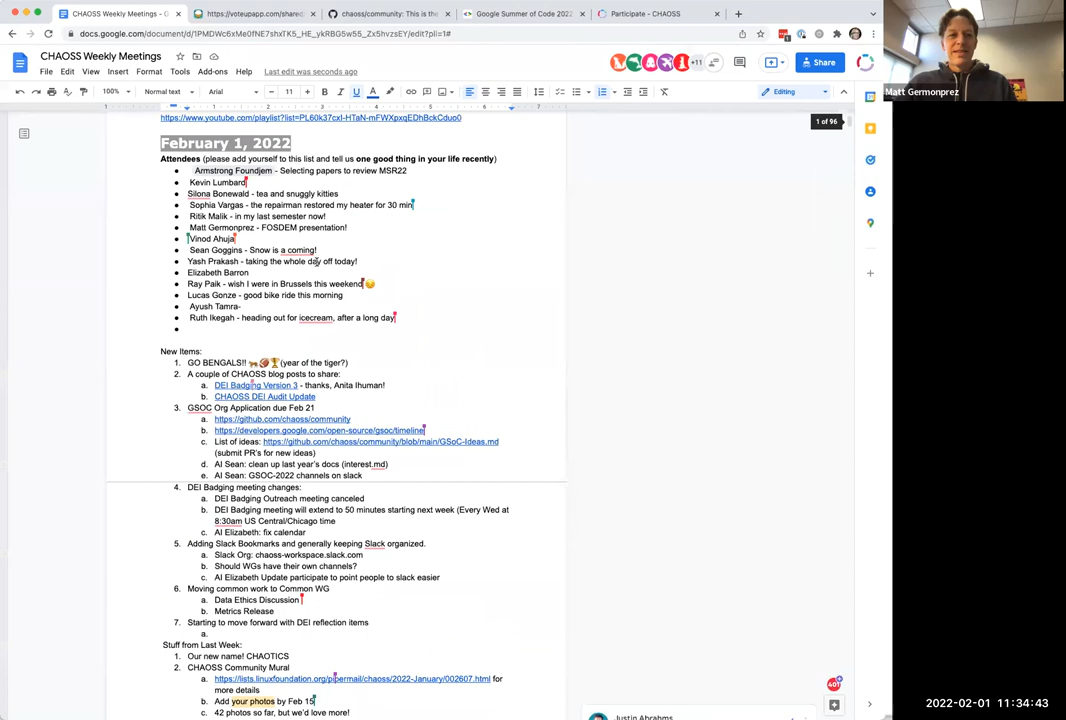 CHAOSS Weekly Meetings -
https://voteupapp.com/shared
chaoss/community: This is the
Google Summer of Code 2022
Participate - CHAOSS
docs.google.com/document/d/1PMDWc6xMe0fNE7shxTK5_HE_ykRBG5w55_Zx5hvzsEY/edit?pli=1#
CHAOSS Weekly Meetings
File Edit View Insert Format Tools Add-ons Help Last edit was seconds ago
+11
Share
100% Normal text Arial 11 Editing
Matt Germonprez
1 of 96
https://www.youtube.com/playlist?list=PL60k37cxI-HTaN-mFWXpxqEDhBckCduo0
February 1, 2022
Attendees (please add yourself to this list and tell us one good thing in your life recently)
Armstrong Foundjem - Selecting papers to review MSR22
Kevin Lumbard
Silona Bonewald - tea and snuggly kitties
Sophia Vargas - the repairman restored my heater for 30 min
Ritik Malik - in my last semester now!
Matt Germonprez - FOSDEM presentation!
Vinod Ahuja
Sean Goggins - Snow is a coming!
Yash Prakash - taking the whole day off today!
Elizabeth Barron
Ray Paik - wish I were in Brussels this weekend 😔
Lucas Gonze - good bike ride this morning
Ayush Tamra-
Ruth Ikegah - heading out for icecream, after a long day
New Items:
1. GO BENGALS!! 🐅🏈🏆(year of the tiger?)
2. A couple of CHAOSS blog posts to share:
a. DEI Badging Version 3 - thanks, Anita Ihuman!
b. CHAOSS DEI Audit Update
3. GSOC Org Application due Feb 21
a. https://github.com/chaoss/community
b. https://developers.google.com/open-source/gsoc/timeline
c. List of ideas: https://github.com/chaoss/community/blob/main/GSoC-Ideas.md
(submit PR's for new ideas)
d. AI Sean: clean up last year's docs (interest.md)
e. AI Sean: GSOC-2022 channels on slack
4. DEI Badging meeting changes:
a. DEI Badging Outreach meeting canceled
b. DEI Badging meeting will extend to 50 minutes starting next week (Every Wed at
8:30am US Central/Chicago time
c. AI Elizabeth: fix calendar
5. Adding Slack Bookmarks and generally keeping Slack organized.
a. Slack Org: chaoss-workspace.slack.com
b. Should WGs have their own channels?
c. AI Elizabeth Update participate to point people to slack easier
6. Moving common work to Common WG
a. Data Ethics Discussion
b. Metrics Release
7. Starting to move forward with DEI reflection items
a.
Stuff from Last Week:
1. Our new name! CHAOTICS
2. CHAOSS Community Mural
a. https://lists.linuxfoundation.org/pipermail/chaoss/2022-January/002607.html for
more details
b. Add your photos by Feb 15
c. 42 photos so far, but we'd love more!
401
Justin Abrahms
2022-02-01 11:34:43